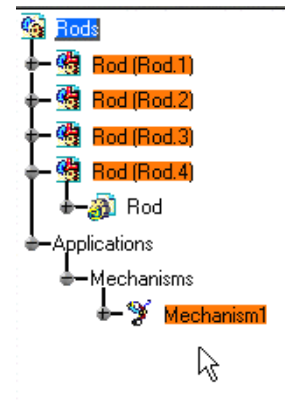 Rods
Rod (Rod.1)
Rod (Rod.2)
Rod (Rod.3)
Rod (Rod.4)
Rod
Applications
Mechanisms
Mechanism1